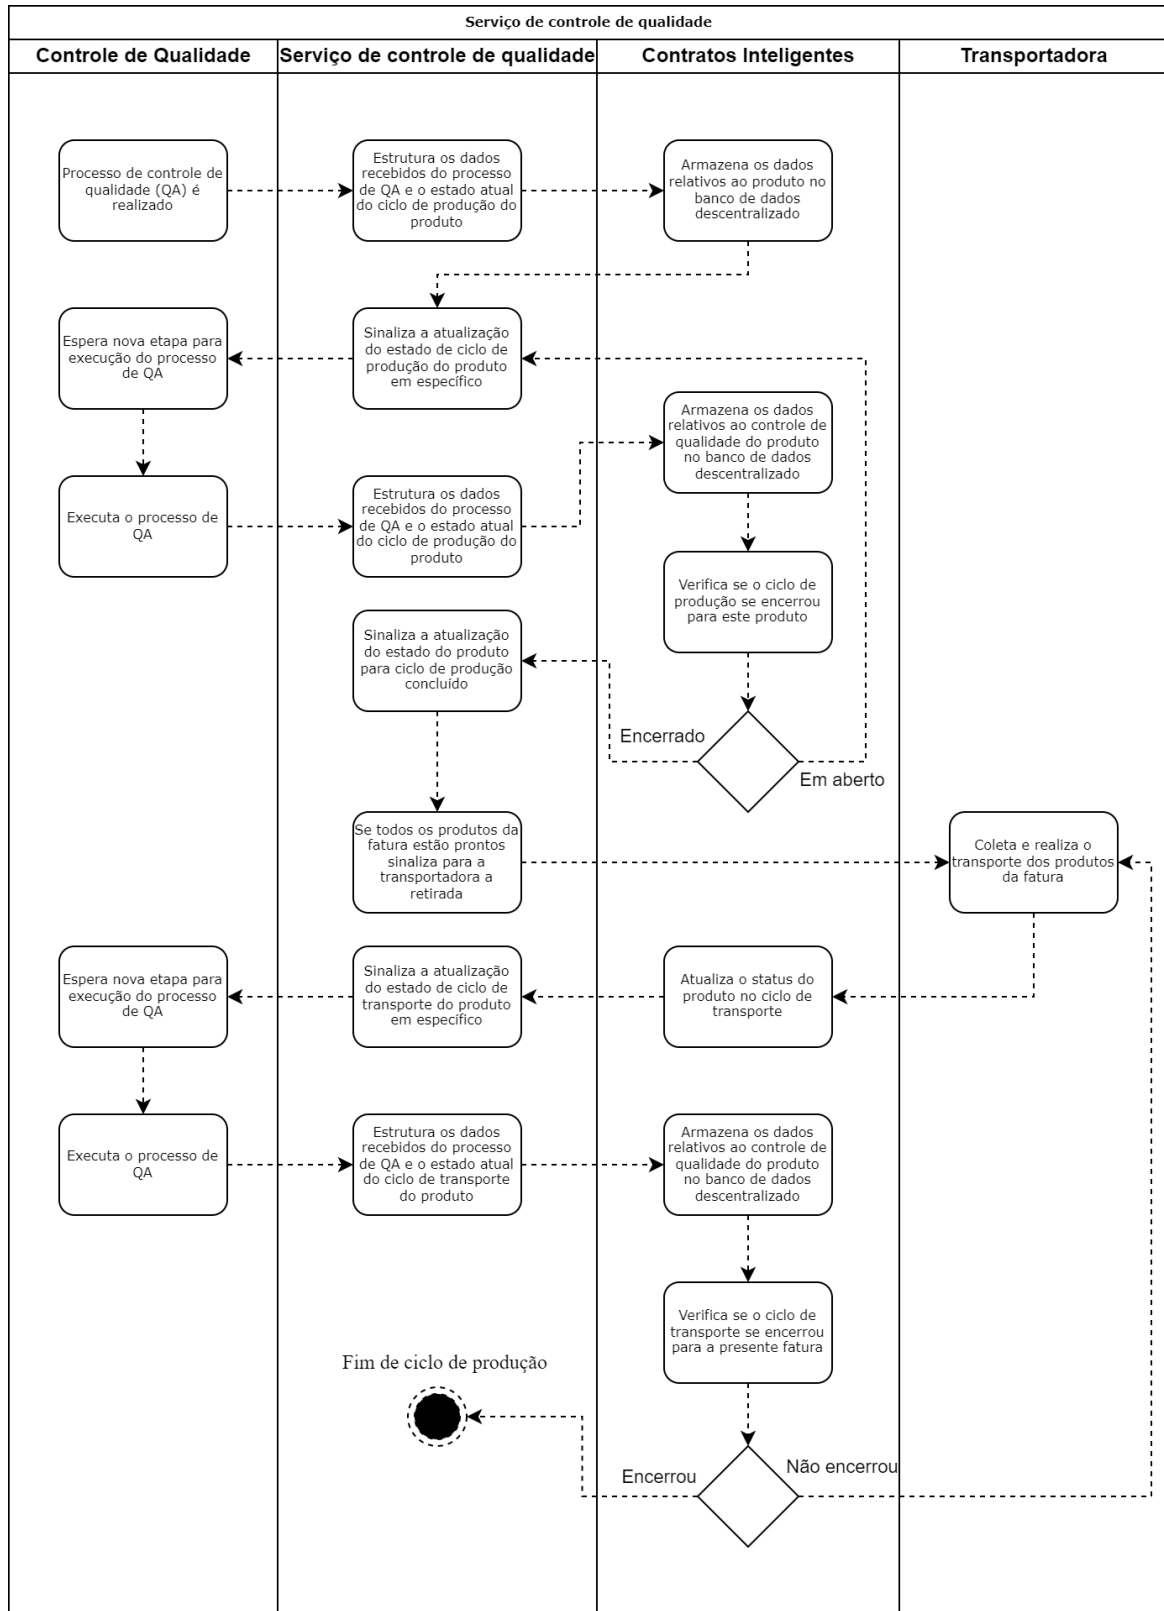 Serviço de controle de qualidade
Controle de Qualidade
Serviço de controle de qualidade
Contratos Inteligentes
Transportadora
Processo de controle de
qualidade (QA) é
realizado
Estrutura os dados
recebidos do processo
de QA e o estado atual
do ciclo de produção do
produto
Armazena os dados
relativos ao produto no
banco de dados
descentralizado
Espera nova etapa para
execução do processo
de QA
Sinaliza a atualização
do estado de ciclo de
produção do produto
em específico
Armazena os dados
relativos ao controle de
qualidade do produto
no banco de dados
descentralizado
Executa o processo de
QA
Estrutura os dados
recebidos do processo
de QA e o estado atual
do ciclo de produção do
produto
Verifica se o ciclo de
produção se encerrou
para este produto
Sinaliza a atualização
do estado do produto
para ciclo de produção
concluído
Encerrado
Em aberto
Se todos os produtos da
fatura estão prontos
sinaliza para a
transportadora a
retirada
Coleta e realiza o
transporte dos produtos
da fatura
Espera nova etapa para
execução do processo
de QA
Sinaliza a atualização
do estado de ciclo de
transporte do produto
em específico
Atualiza o status do
produto no ciclo de
transporte
Executa o processo de
QA
Estrutura os dados
recebidos do processo
de QA e o estado atual
do ciclo de transporte
do produto
Armazena os dados
relativos ao controle de
qualidade do produto
no banco de dados
descentralizado
Verifica se o ciclo de
transporte se encerrou
para a presente fatura
Fim de ciclo de produção
Encerrou
Não encerrou